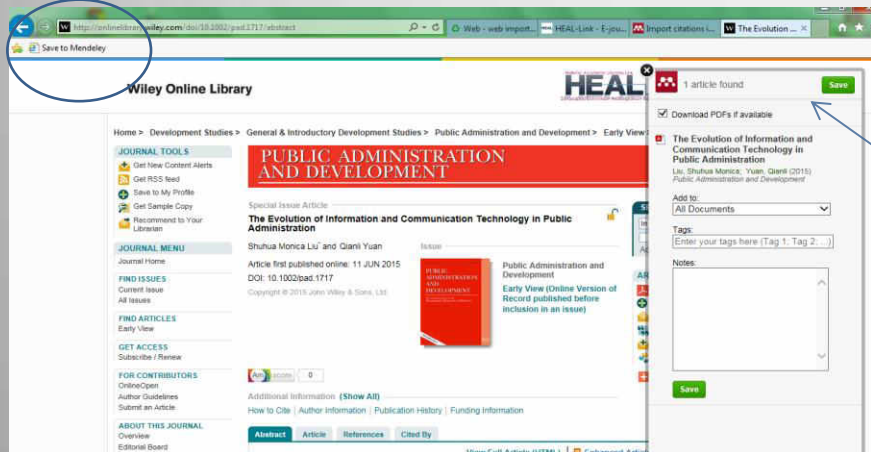 http://onlinelibrary.wiley.com/doi/10.1002/pad.1717/abstract
Web - web import...
HEAL-Link - E-jou...
Import citations i...
The Evolution ...
Save to Mendeley
Wiley Online Library
HEAL
Home > Development Studies > General & Introductory Development Studies > Public Administration and Development > Early View
JOURNAL TOOLS
Get New Content Alerts
Get RSS feed
Save to My Profile
Get Sample Copy
Recommend to Your
Librarian
JOURNAL MENU
Journal Home
FIND ISSUES
Current Issue
All Issues
FIND ARTICLES
Early View
GET ACCESS
Subscribe / Renew
FOR CONTRIBUTORS
OnlineOpen
Author Guidelines
Submit an Article
ABOUT THIS JOURNAL
Overview
Editorial Board
PUBLIC ADMINISTRATION
AND DEVELOPMENT
Special Issue Article
The Evolution of Information and Communication Technology in Public
Administration
Shuhua Monica Liu* and Qianli Yuan
Article first published online: 11 JUN 2015
DOI: 10.1002/pad.1717
Copyright © 2015 John Wiley & Sons, Ltd.
Issue
PUBLIC
ADMINISTRATION
AND
DEVELOPMENT
Public Administration and
Development
Early View (Online Version of
Record published before
inclusion in an issue)
Am score 0
Additional Information (Show All)
How to Cite | Author Information | Publication History | Funding Information
Abstract Article References Cited By
1 article found
Save
Download PDFs if available
The Evolution of Information and
Communication Technology in
Public Administration
Liu, Shuhua Monica; Yuan, Qianli (2015)
Public Administration and Development
Add to:
All Documents
Tags:
Enter your tags here (Tag 1; Tag 2; ...)
Notes:
Save